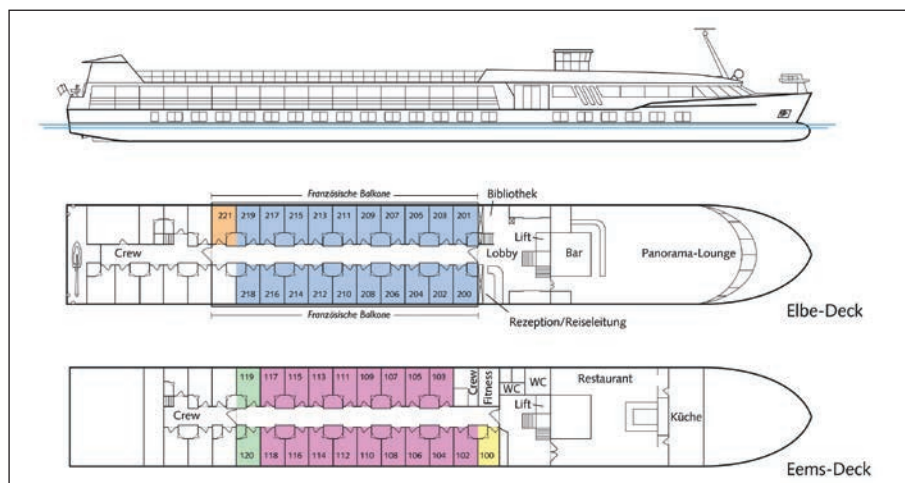 Französische Balkone
Bibliothek
221 219 217 215 213 211 209 207 205 203 201
Lift
Crew
Lobby
Bar
Panorama-Lounge
218 216 214 212 210 208 206 204 202 200
Französische Balkone
Rezeption/Reiseleitung
Elbe-Deck
119 117 115 113 111 109 107 105 103
Crew
Fitness
WC
WC
Restaurant
Lift
Crew
Küche
120 118 116 114 112 110 108 106 104 102 100
Eems-Deck